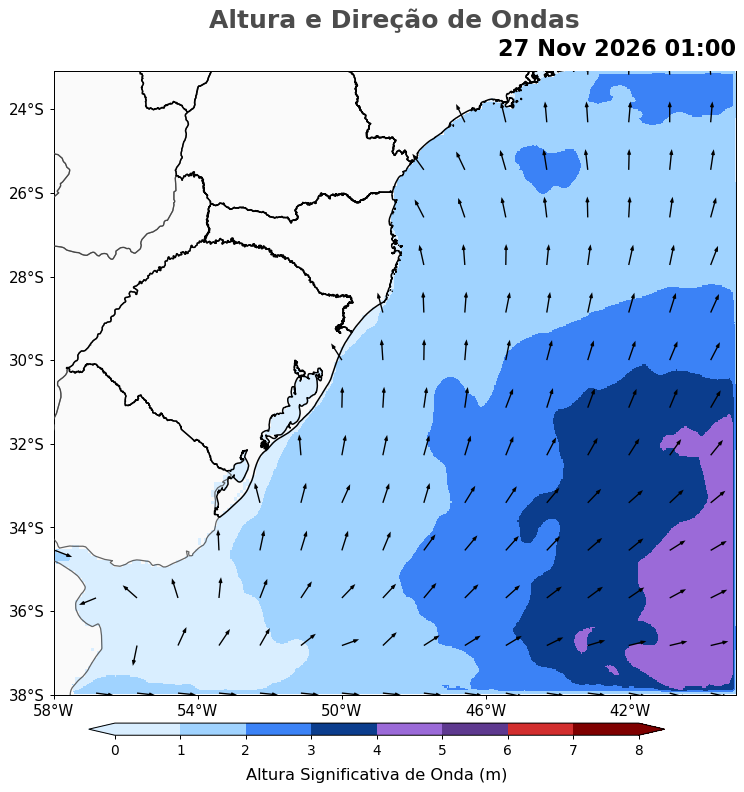 Altura e Direção de Ondas
27 Nov 2026 01:00
24°S
26°S
28°S
30°S
32°S
34°S
36°S
38°S
58°W 54°W 50°W 46°W 42°W
0 1 2 3 4 5 6 7 8
Altura Significativa de Onda (m)